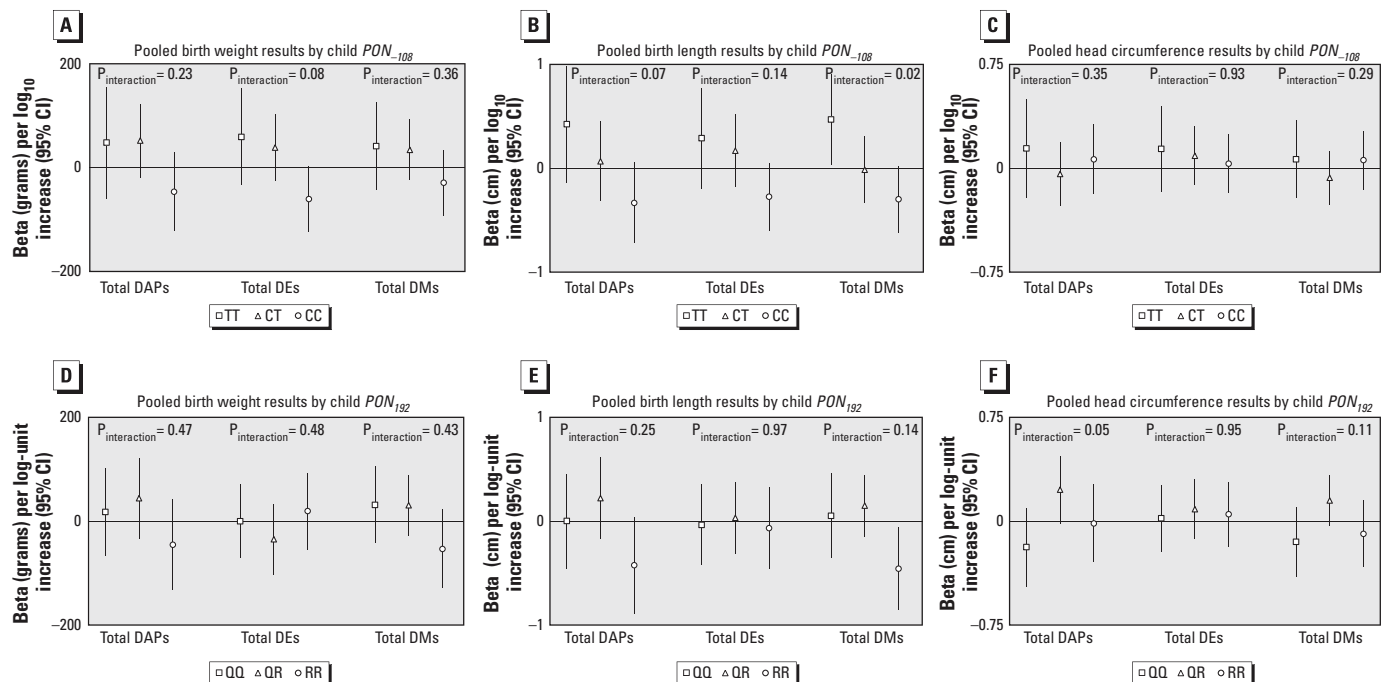 A
Pooled birth weight results by child PON–108
Beta (grams) per log10
increase (95% CI)
200
0
–200
Pinteraction = 0.23
Pinteraction = 0.08
Pinteraction = 0.36
Total DAPs
Total DEs
Total DMs
TT CT CC
B
Pooled birth length results by child PON–108
Beta (cm) per log10
increase (95% CI)
1
0
–1
Pinteraction = 0.07
Pinteraction = 0.14
Pinteraction = 0.02
Total DAPs
Total DEs
Total DMs
TT CT CC
C
Pooled head circumference results by child PON–108
Beta (cm) per log10
increase (95% CI)
0.75
0
–0.75
Pinteraction = 0.35
Pinteraction = 0.93
Pinteraction = 0.29
Total DAPs
Total DEs
Total DMs
TT CT CC
D
Pooled birth weight results by child PON192
Beta (grams) per log-unit
increase (95% CI)
200
0
–200
Pinteraction = 0.47
Pinteraction = 0.48
Pinteraction = 0.43
Total DAPs
Total DEs
Total DMs
QQ QR RR
E
Pooled birth length results by child PON192
Beta (cm) per log-unit
increase (95% CI)
1
0
–1
Pinteraction = 0.25
Pinteraction = 0.97
Pinteraction = 0.14
Total DAPs
Total DEs
Total DMs
QQ QR RR
F
Pooled head circumference results by child PON192
Beta (cm) per log-unit
increase (95% CI)
0.75
0
–0.75
Pinteraction = 0.05
Pinteraction = 0.95
Pinteraction = 0.11
Total DAPs
Total DEs
Total DMs
QQ QR RR